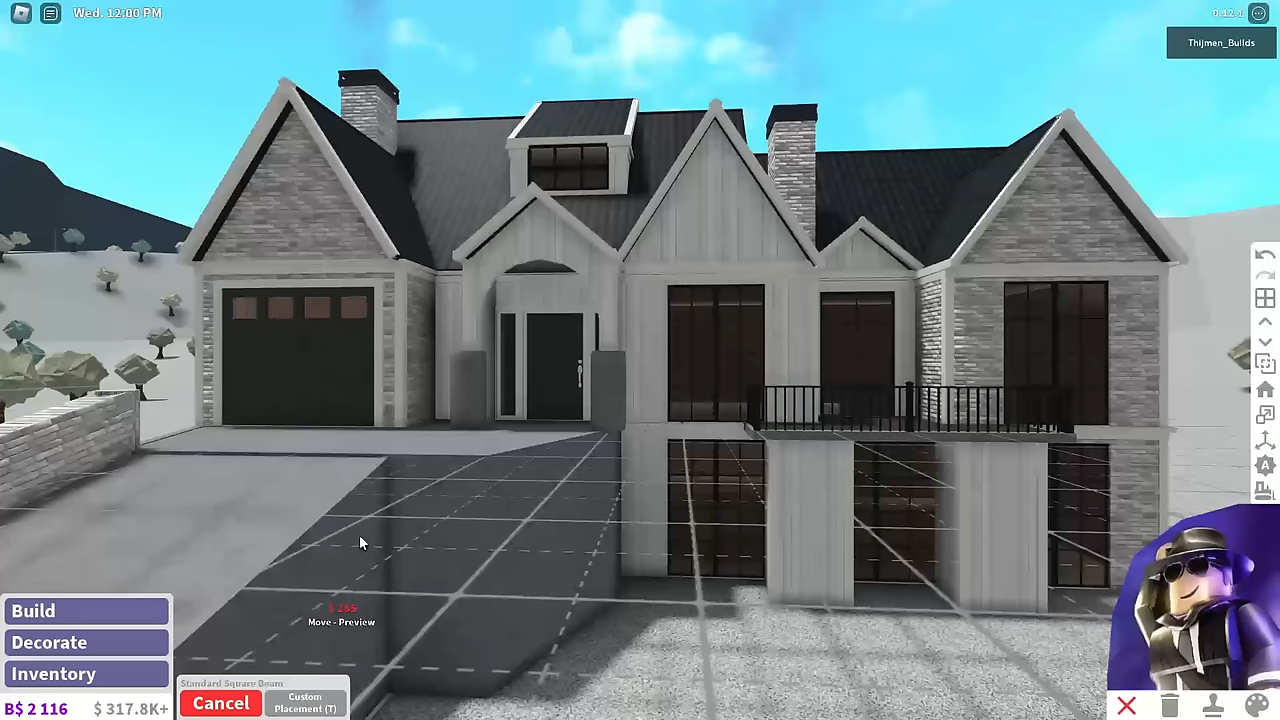 Wed. 12:00 PM
0.12.1
Thijmen_Builds
A
$ 285
Move - Preview
Build
Decorate
Inventory
B$ 2 116 $ 317.8K+
Standard Square Beam
Cancel
Custom
Placement (T)